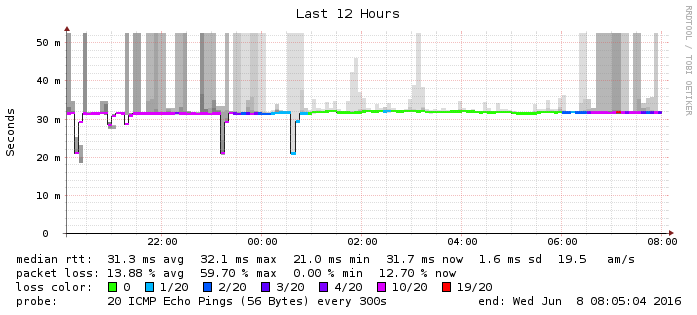 Last 12 Hours
RRDTOOL / TOBI OETIKER
Seconds
50 m
40 m
30 m
20 m
10 m
0
22:00 00:00 02:00 04:00 06:00 08:00
median rtt: 31.3 ms avg 32.1 ms max 21.0 ms min 31.7 ms now 1.6 ms sd 19.5 am/s
packet loss: 13.88 % avg 59.70 % max 0.00 % min 12.70 % now
loss color: 0 1/20 2/20 3/20 4/20 10/20 19/20
probe: 20 ICMP Echo Pings (56 Bytes) every 300s end: Wed Jun 8 08:05:04 2016